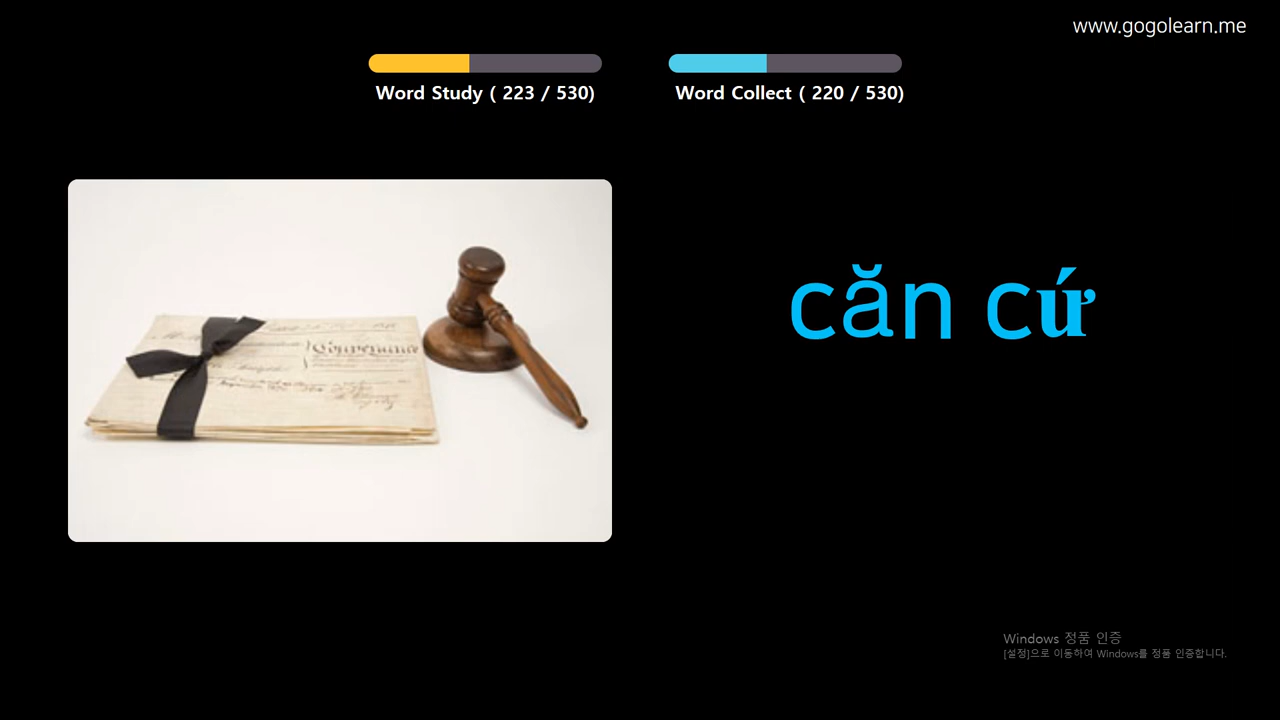 www.gogolearn.me
Word Study ( 223 / 530)
Word Collect ( 220 / 530)
căn cứ
Windows 정품 인증
[설정]으로 이동하여 Windows를 정품 인증합니다.